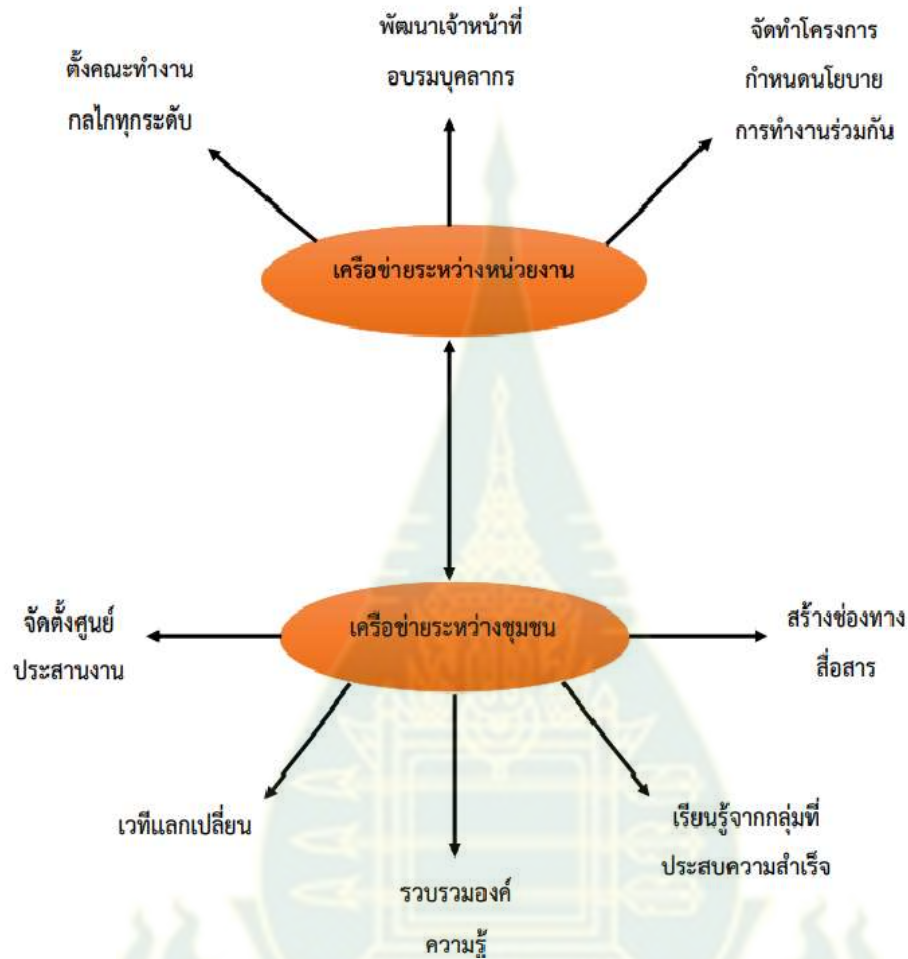 พัฒนาเจ้าหน้าที่
อบรมบุคลากร
จัดทำโครงการ
กำหนดนโยบาย
การทำงานร่วมกัน
ตั้งคณะทำงาน
กลไกทุกระดับ
เครือข่ายระหว่างหน่วยงาน
เครือข่ายระหว่างชุมชน
จัดตั้งศูนย์
ประสานงาน
สร้างช่องทาง
สื่อสาร
เวทีแลกเปลี่ยน
เรียนรู้จากกลุ่มที่
ประสบความสำเร็จ
รวบรวมองค์
ความรู้